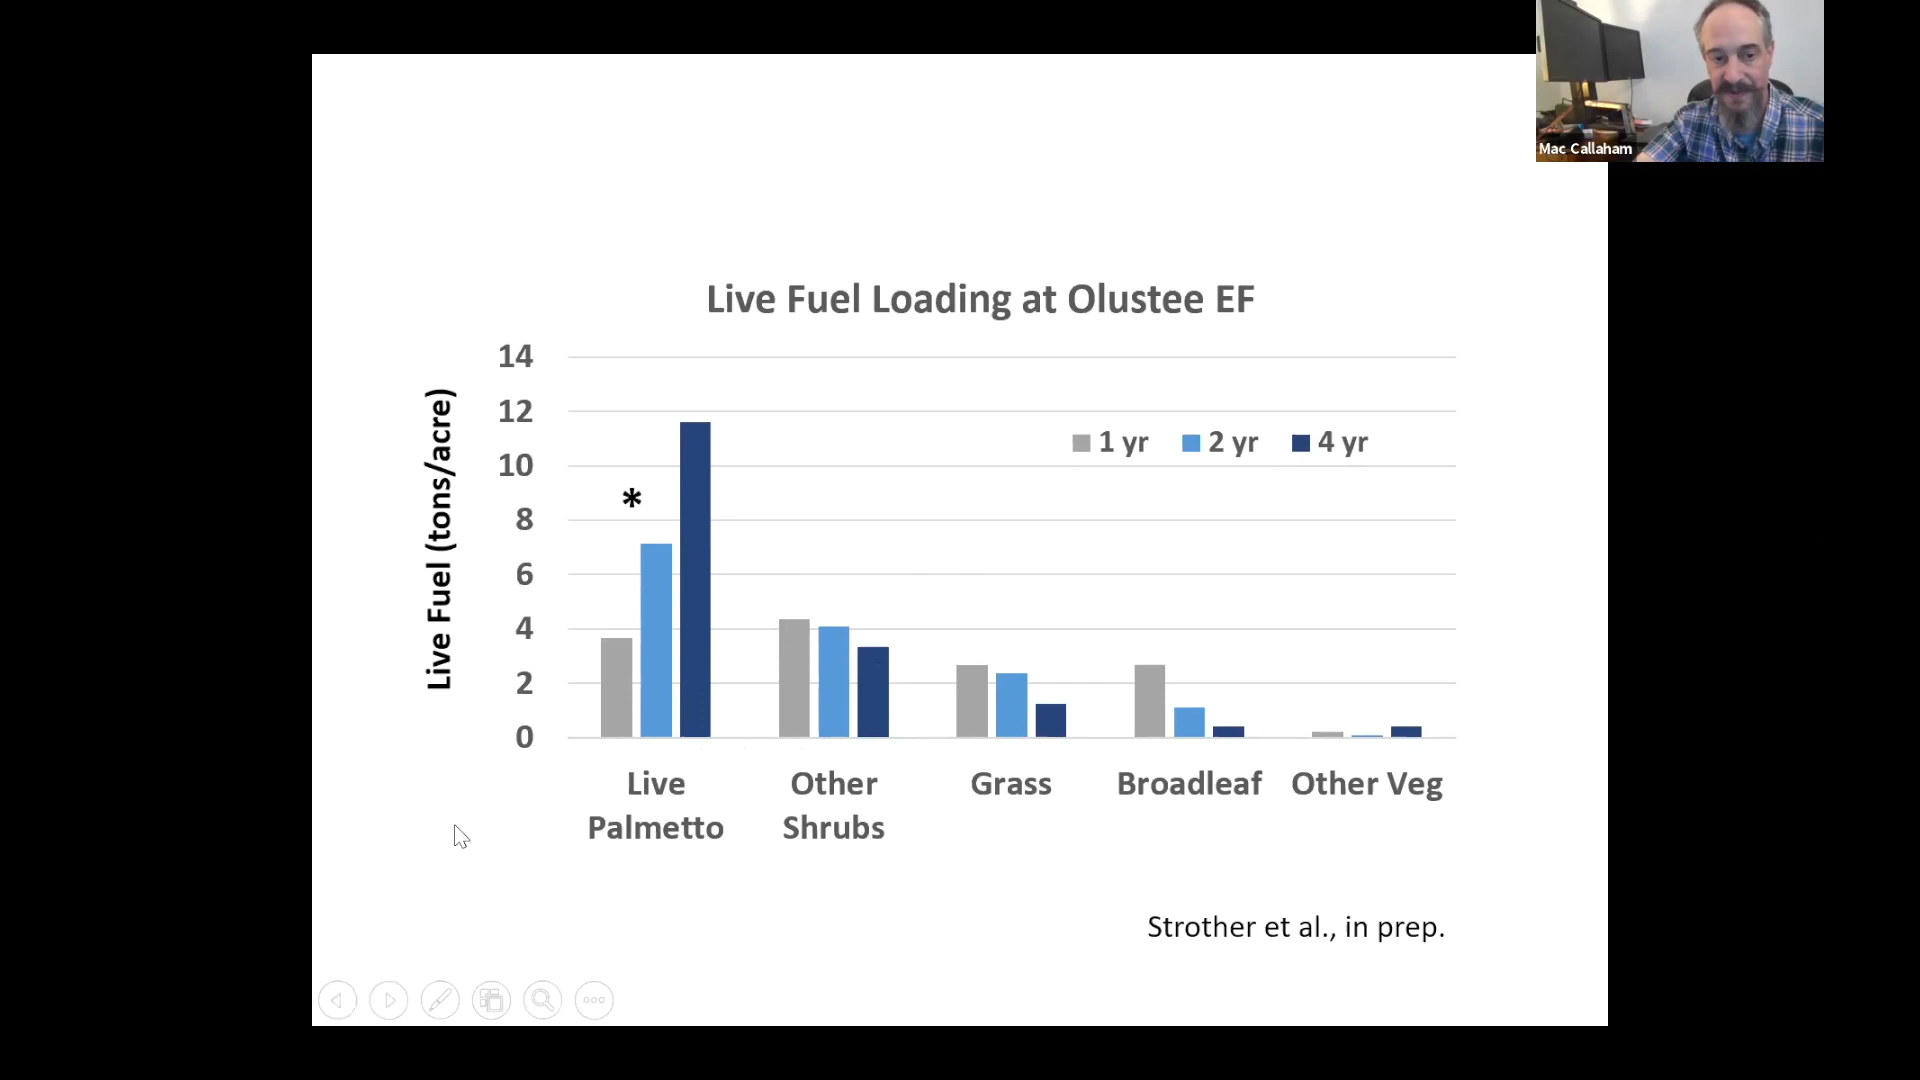 Mac Callaham
Live Fuel Loading at Olustee EF
Live Fuel (tons/acre)
14
12
10
8
6
4
2
0
*
1 yr 2 yr 4 yr
Live Palmetto
Other Shrubs
Grass
Broadleaf
Other Veg
Strother et al., in prep.